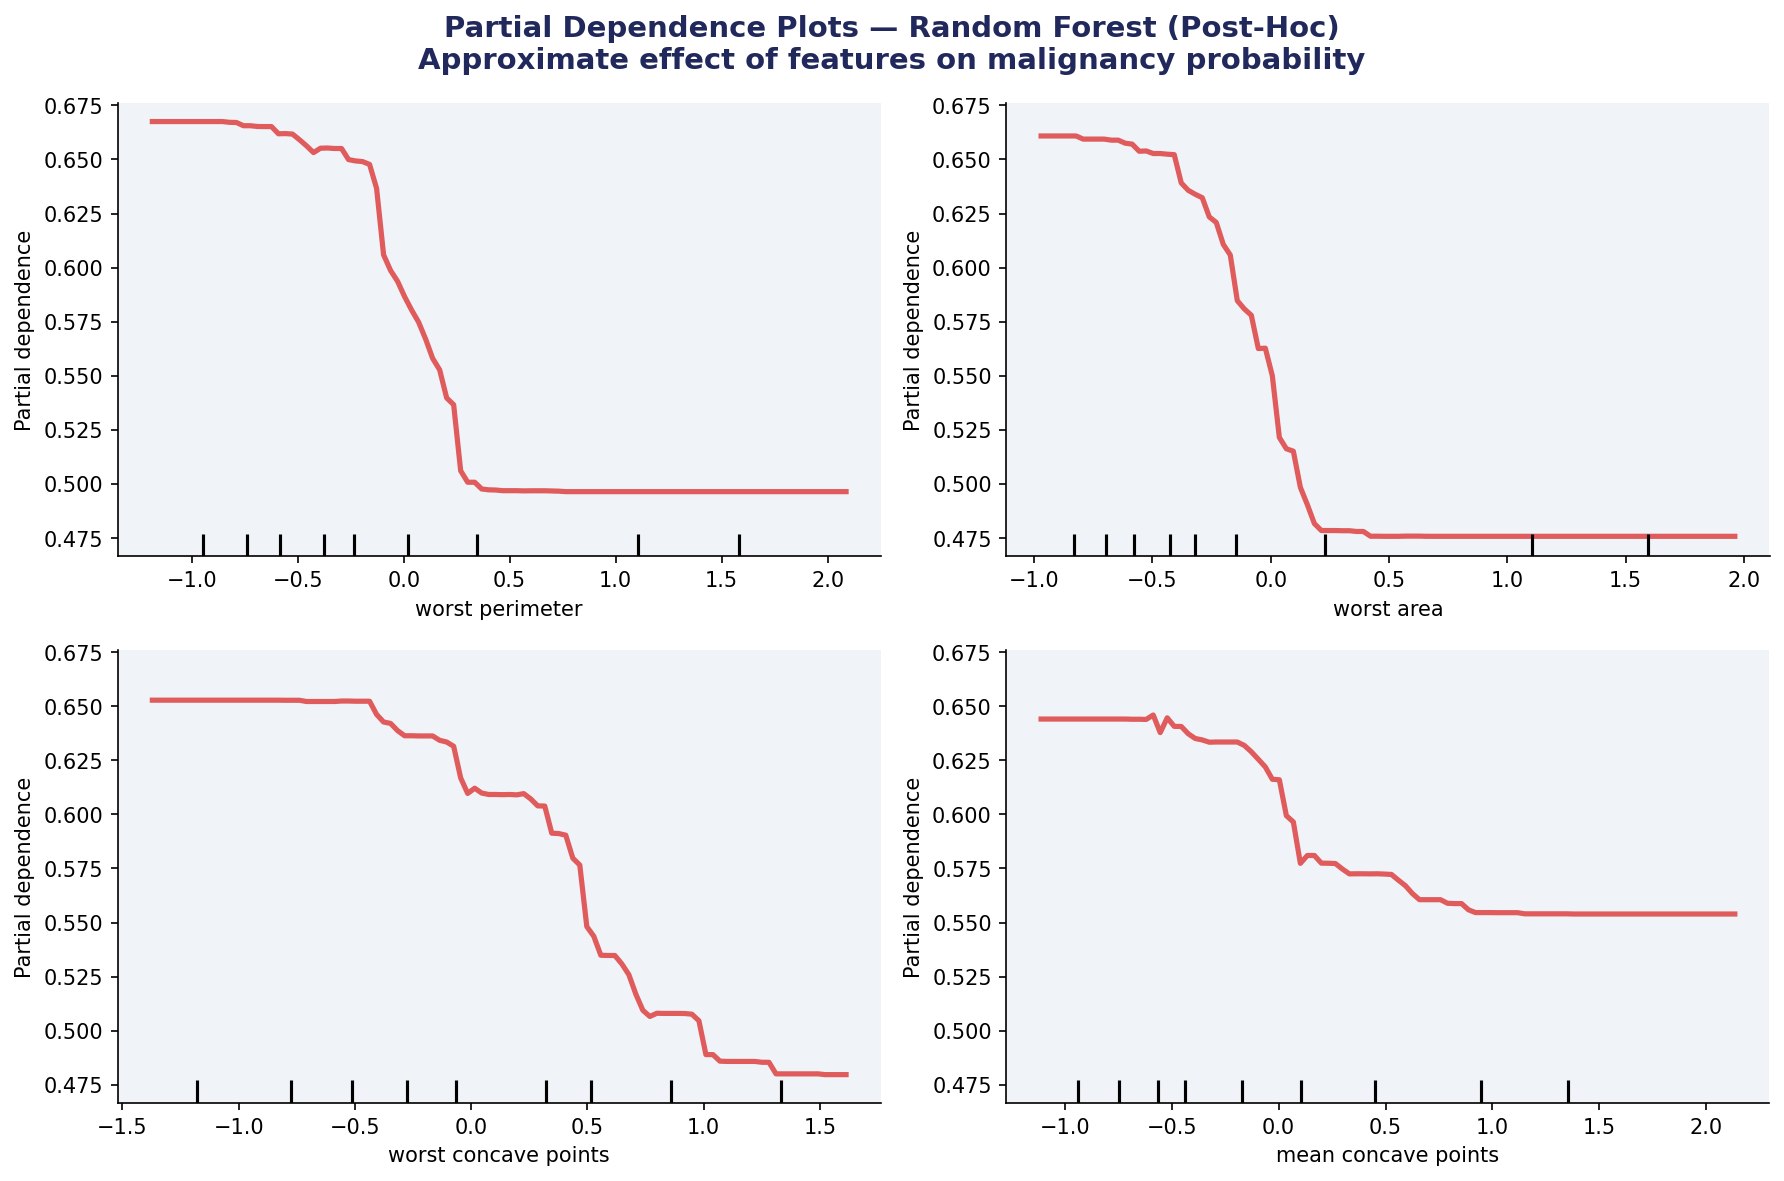 Partial Dependence Plots — Random Forest (Post-Hoc)
Approximate effect of features on malignancy probability
0.675
0.650
0.625
0.600
0.575
0.550
0.525
0.500
0.475
Partial dependence
−1.0 −0.5 0.0 0.5 1.0 1.5 2.0
worst perimeter
0.675
0.650
0.625
0.600
0.575
0.550
0.525
0.500
0.475
Partial dependence
−1.0 −0.5 0.0 0.5 1.0 1.5 2.0
worst area
0.675
0.650
0.625
0.600
0.575
0.550
0.525
0.500
0.475
Partial dependence
−1.5 −1.0 −0.5 0.0 0.5 1.0 1.5
worst concave points
0.675
0.650
0.625
0.600
0.575
0.550
0.525
0.500
0.475
Partial dependence
−1.0 −0.5 0.0 0.5 1.0 1.5 2.0
mean concave points